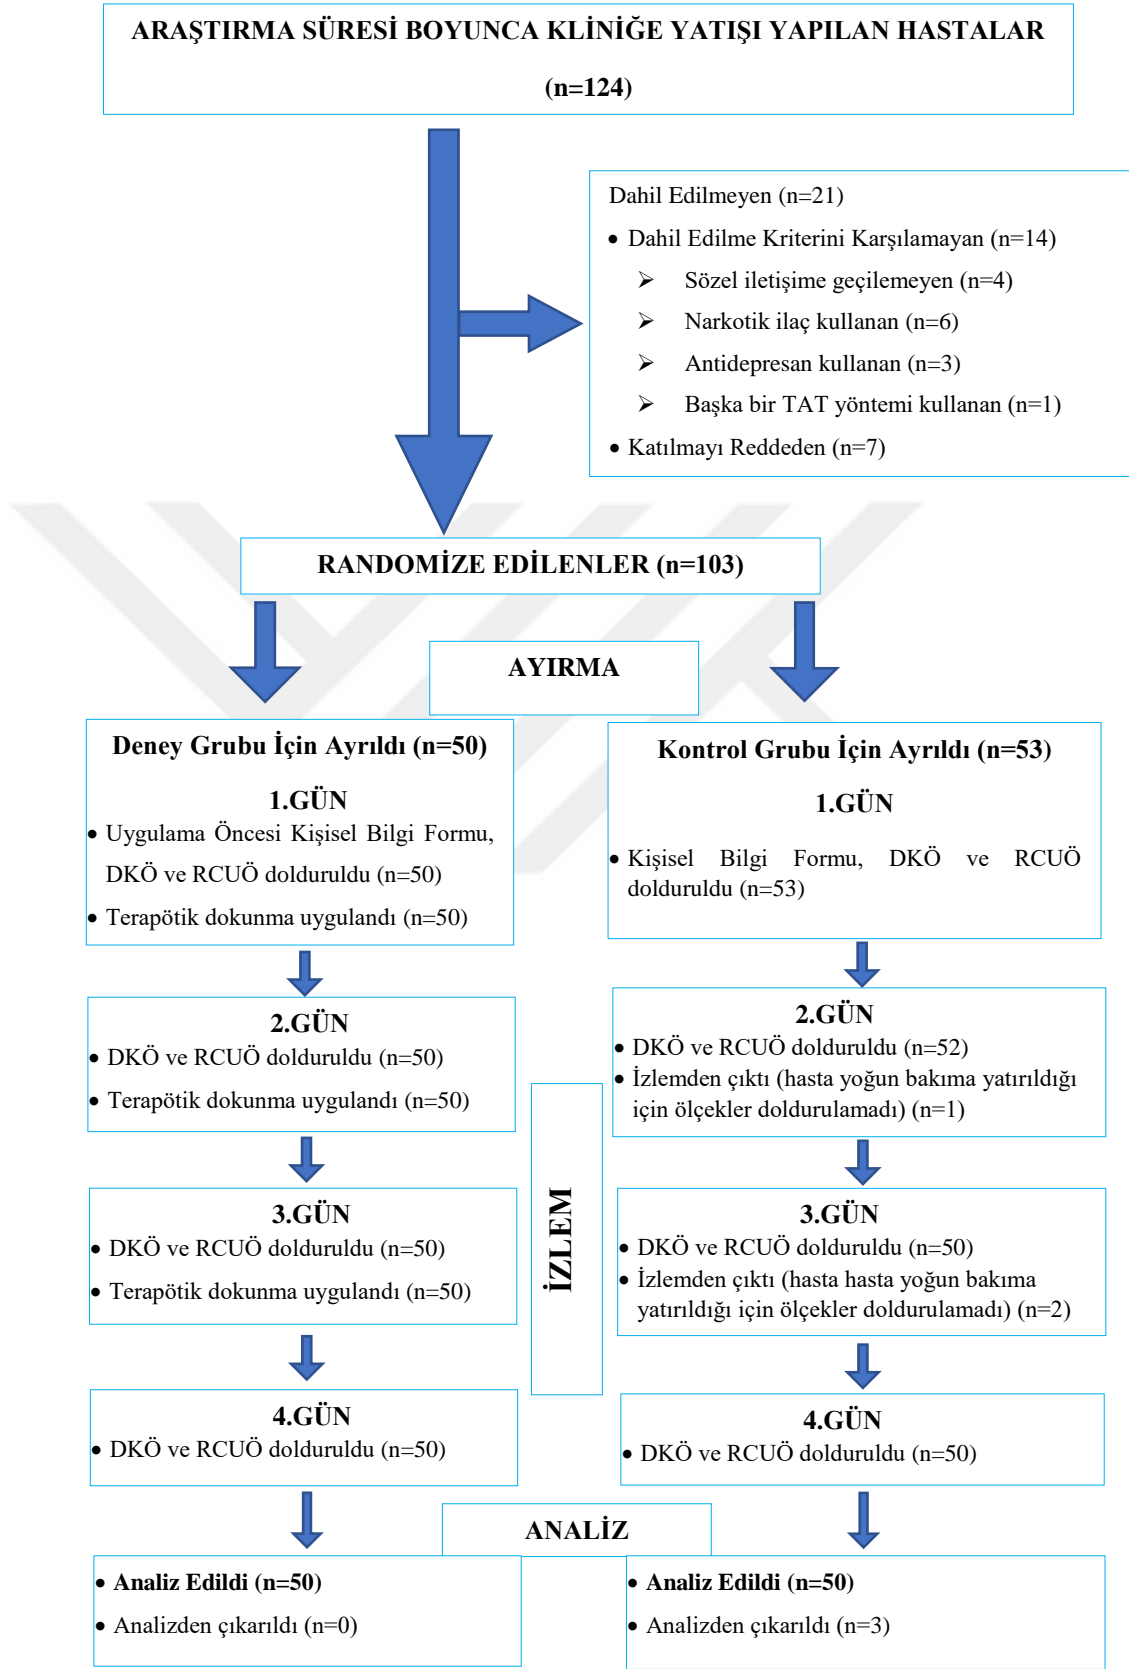 ARAŞTIRMA SÜRESİ BOYUNCA KLİNİĞE YATIŞI YAPILAN HASTALAR
(n=124)
Dahil Edilmeyen (n=21)
• Dahil Edilme Kriterini Karşılamayan (n=14)
➢ Sözel iletişime geçilemeyen (n=4)
➢ Narkotik ilaç kullanan (n=6)
➢ Antidepresan kullanan (n=3)
➢ Başka bir TAT yöntemi kullanan (n=1)
• Katılmayı Reddeden (n=7)
RANDOMİZE EDİLENLER (n=103)
AYIRMA
Deney Grubu İçin Ayrıldı (n=50)
1.GÜN
• Uygulama Öncesi Kişisel Bilgi Formu,
DKÖ ve RCUÖ dolduruldu (n=50)
• Terapötik dokunma uygulandı (n=50)
Kontrol Grubu İçin Ayrıldı (n=53)
1.GÜN
• Kişisel Bilgi Formu, DKÖ ve RCUÖ
dolduruldu (n=53)
2.GÜN
• DKÖ ve RCUÖ dolduruldu (n=50)
• Terapötik dokunma uygulandı (n=50)
2.GÜN
• DKÖ ve RCUÖ dolduruldu (n=52)
• İzlemden çıktı (hasta yoğun bakıma yatırıldığı
için ölçekler doldurulamadı) (n=1)
İZLEM
3.GÜN
• DKÖ ve RCUÖ dolduruldu (n=50)
• Terapötik dokunma uygulandı (n=50)
3.GÜN
• DKÖ ve RCUÖ dolduruldu (n=50)
• İzlemden çıktı (hasta hasta yoğun bakıma
yatırıldığı için ölçekler doldurulamadı) (n=2)
4.GÜN
• DKÖ ve RCUÖ dolduruldu (n=50)
4.GÜN
• DKÖ ve RCUÖ dolduruldu (n=50)
ANALİZ
• Analiz Edildi (n=50)
• Analizden çıkarıldı (n=0)
• Analiz Edildi (n=50)
• Analizden çıkarıldı (n=3)